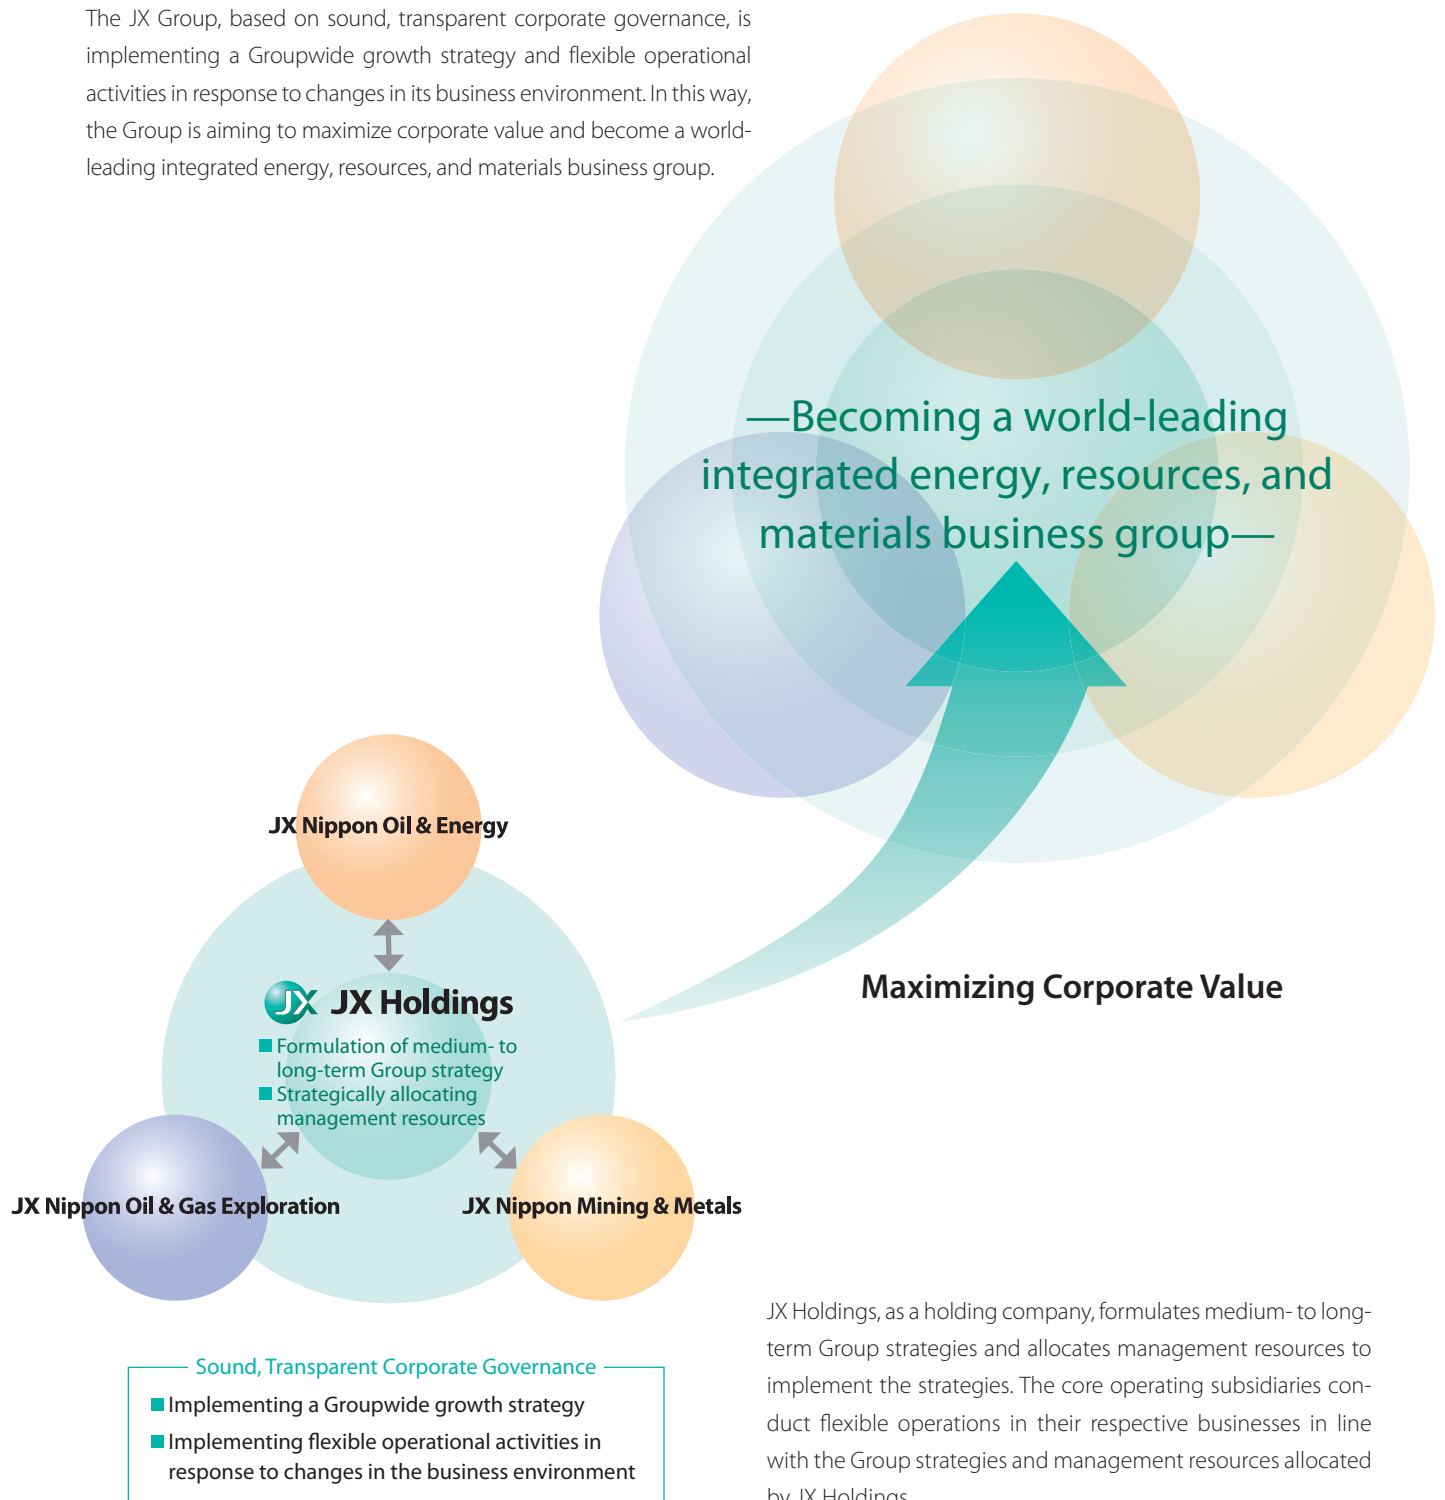 The JX Group, based on sound, transparent corporate governance, is
implementing a Groupwide growth strategy and flexible operational
activities in response to changes in its business environment. In this way,
the Group is aiming to maximize corporate value and become a world-
leading integrated energy, resources, and materials business group.
—Becoming a world-leading
integrated energy, resources, and
materials business group—
JX Nippon Oil & Energy
JX JX Holdings
Formulation of medium- to
long-term Group strategy
Strategically allocating
management resources
JX Nippon Oil & Gas Exploration
JX Nippon Mining & Metals
Maximizing Corporate Value
Sound, Transparent Corporate Governance
Implementing a Groupwide growth strategy
Implementing flexible operational activities in
response to changes in the business environment
JX Holdings, as a holding company, formulates medium- to long-
term Group strategies and allocates management resources to
implement the strategies. The core operating subsidiaries con-
duct flexible operations in their respective businesses in line
with the Group strategies and management resources allocated
by JX Holdings